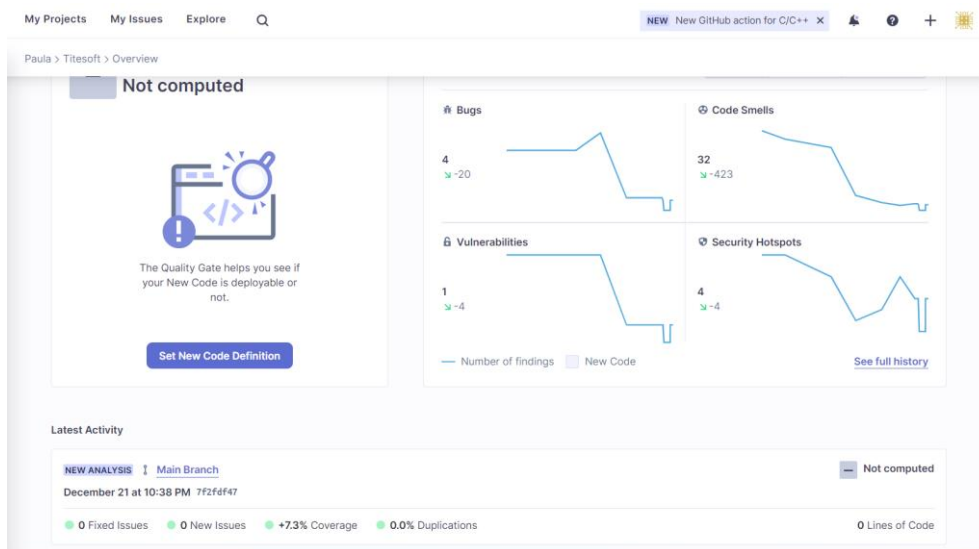 My Projects My Issues Explore
NEW New GitHub action for C/C++
Paula > Titesoft > Overview
Not computed
The Quality Gate helps you see if
your New Code is deployable or
not.
Set New Code Definition
Bugs
4
-20
Code Smells
32
-423
Vulnerabilities
1
-4
Security Hotspots
4
-4
Number of findings New Code
See full history
Latest Activity
NEW ANALYSIS Main Branch
Not computed
December 21 at 10:38 PM 7f2fdf47
0 Fixed Issues 0 New Issues +7.3% Coverage 0.0% Duplications
0 Lines of Code